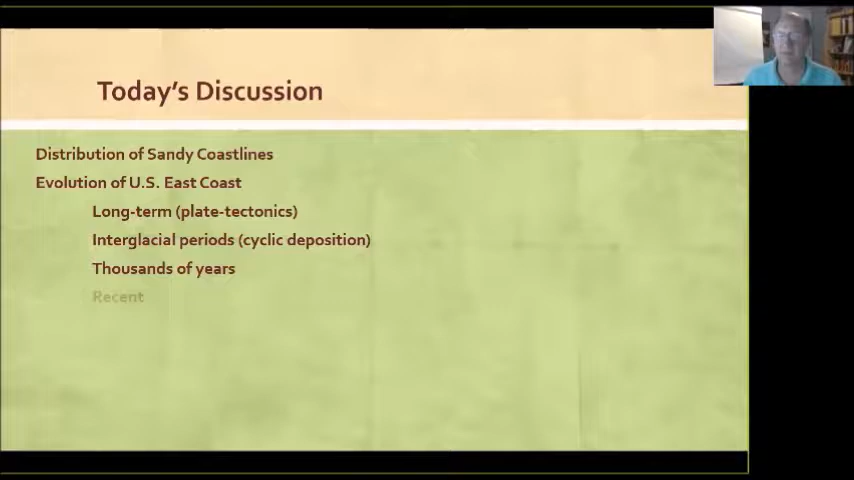 Today's Discussion
Distribution of Sandy Coastlines
Evolution of U.S. East Coast
Long-term (plate-tectonics)
Interglacial periods (cyclic deposition)
Thousands of years
Recent